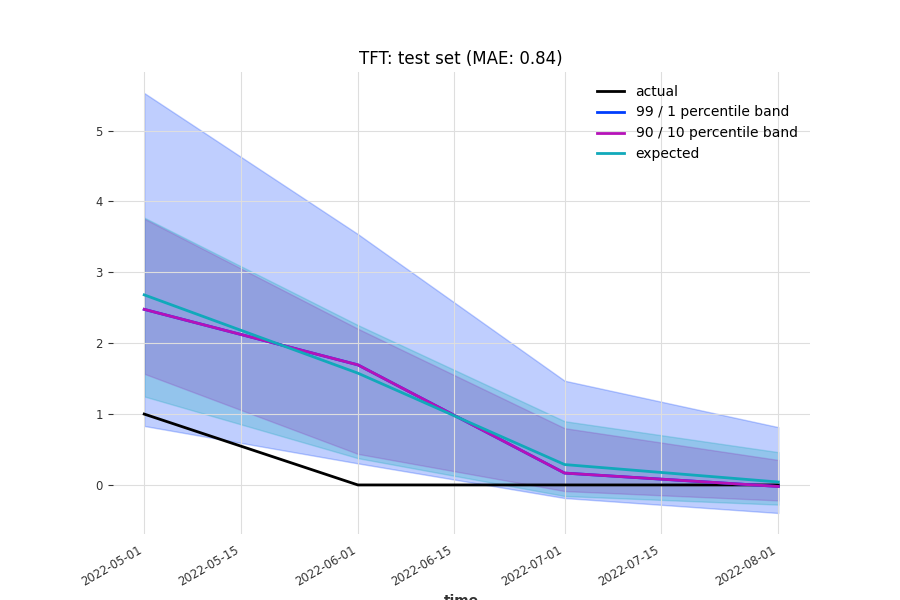 TFT: test set (MAE: 0.84)
actual
99 / 1 percentile band
90 / 10 percentile band
expected
5
4
3
2
1
0
2022-05-01
2022-05-15
2022-06-01
2022-06-15
2022-07-01
2022-07-15
2022-08-01
time